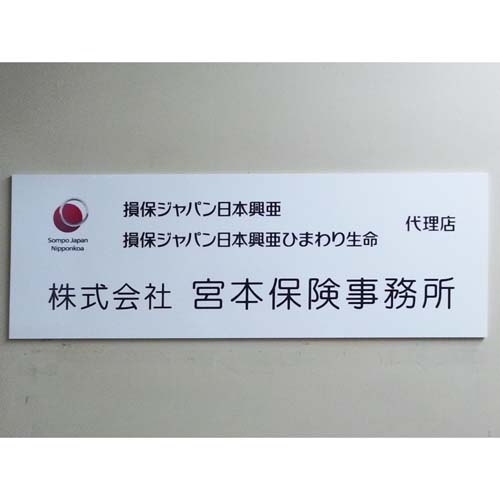 Sompo Japan
Nipponkoa
損保ジャパン日本興亜
損保ジャパン日本興亜ひまわり生命
代理店
株式会社 宮本保険事務所